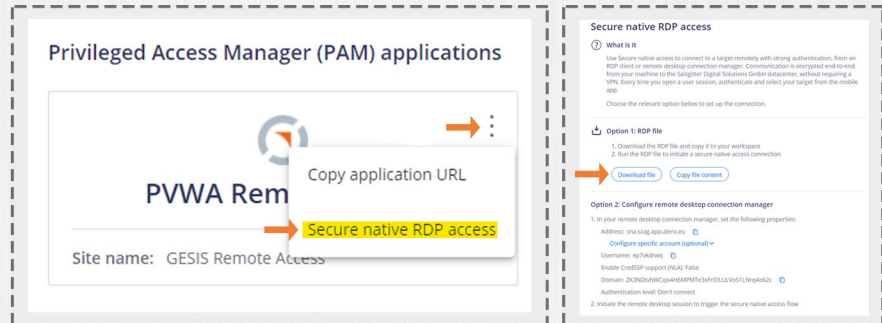 Privileged Access Manager (PAM) applications
PVWA Rem
Copy application URL
Secure native RDP access
Site name: GESIS Remote Access
Secure native RDP access
What is it
Use Secure native access to connect to a target remotely with strong authentication, from an
RDP client or remote desktop connection manager. Communication is encrypted end-to-end
from your machine to the Salzgitter Digital Solutions GmbH datacenter, without requiring a
VPN. Every time you open a user session, authenticate and select your target from the mobile
app.
Choose the relevant option below to set up the connection.
Option 1: RDP file
1. Download the RDP file and copy it to your workspace
2. Run the RDP file to initiate a secure native access connection
Download file Copy file content
Option 2: Configure remote desktop connection manager
1. In your remote desktop connection manager, set the following properties:
Address: sna.szag.app.alero.eu
Configure specific account (optional)
Username: ep7vkdrwq
Enable CredSSP support (NLA): False
Domain:
Authentication level: Don't connect
2. Initiate the remote desktop session to trigger the secure native access flow